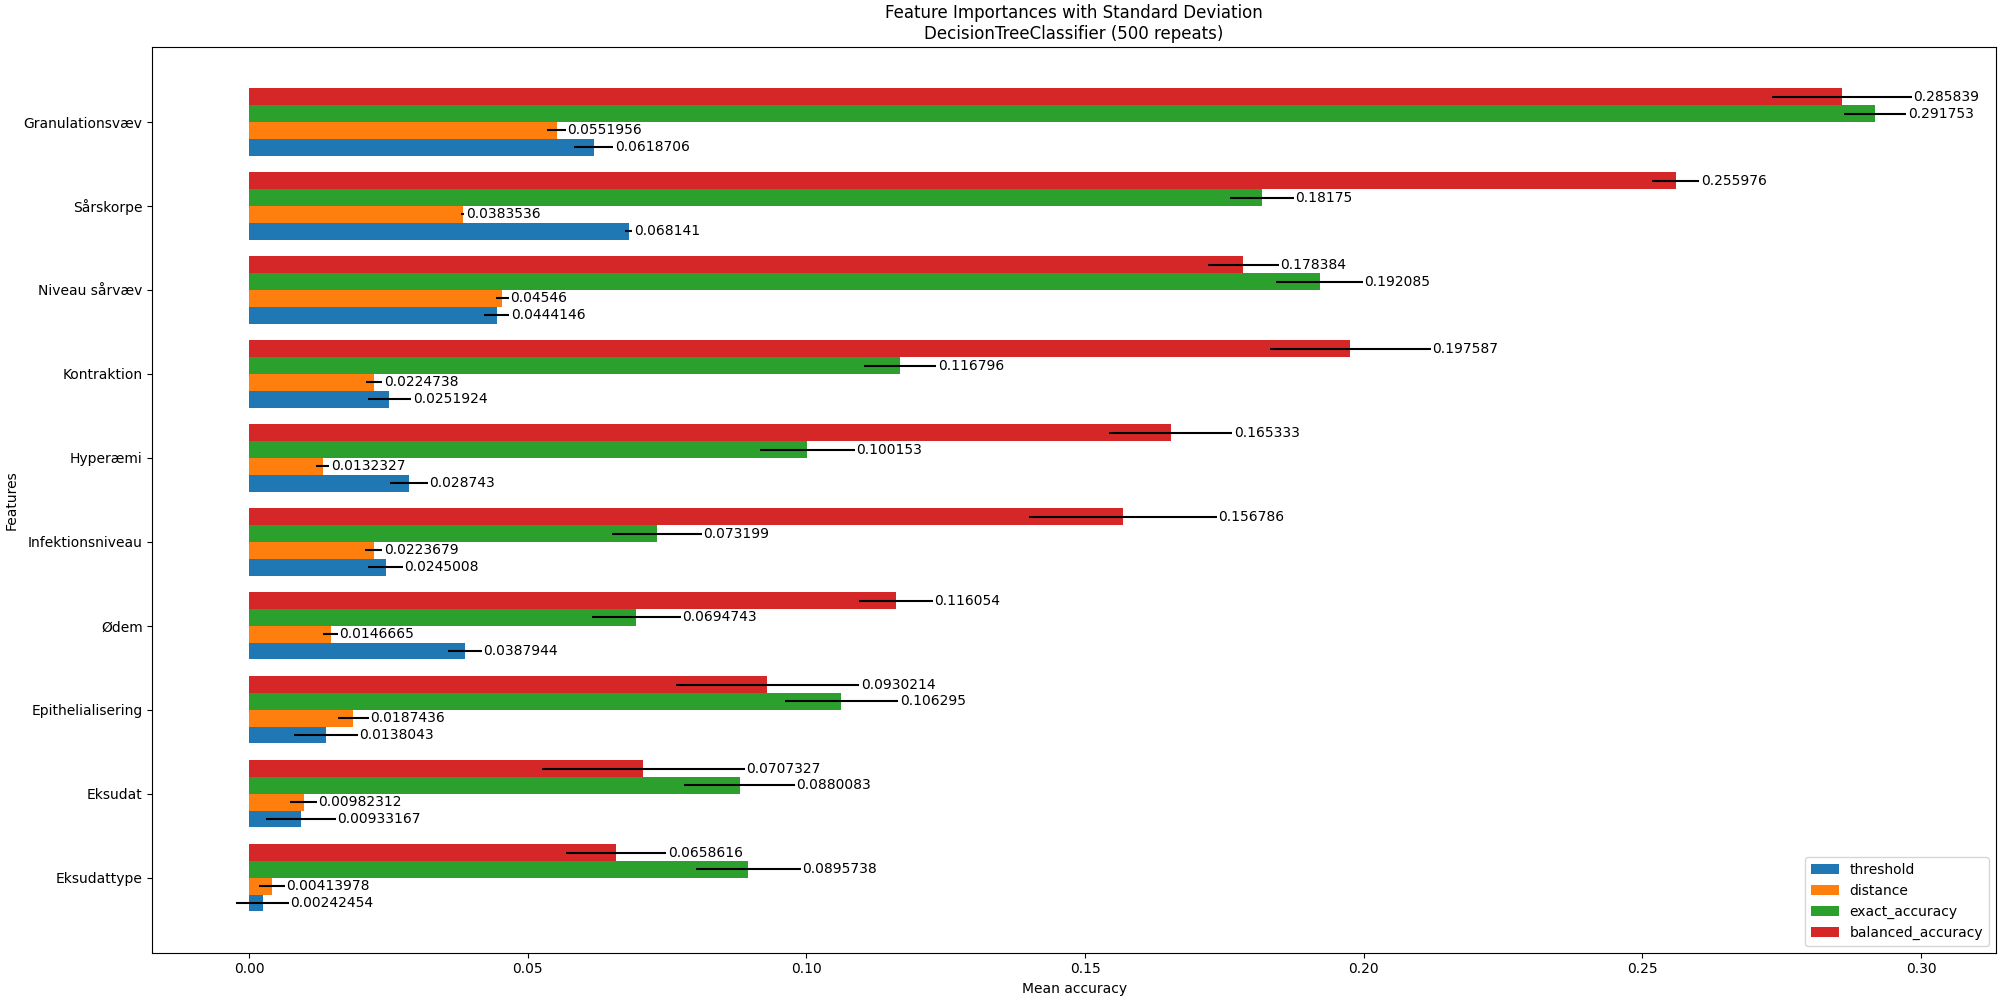 Feature Importances with Standard Deviation
DecisionTreeClassifier (500 repeats)
Features
Granulationsvæv
0.285839
0.291753
0.0551956
0.0618706
Sårskorpe
0.255976
0.18175
0.0383536
0.068141
Niveau sårvæv
0.178384
0.192085
0.04546
0.0444146
Kontraktion
0.197587
0.116796
0.0224738
0.0251924
Hyperæmi
0.165333
0.100153
0.0132327
0.028743
Infektionsniveau
0.156786
0.073199
0.0223679
0.0245008
Ødem
0.116054
0.0694743
0.0146665
0.0387944
Epithelialisering
0.0930214
0.106295
0.0187436
0.0138043
Eksudat
0.0707327
0.0880083
0.00982312
0.00933167
Eksudattype
0.0658616
0.0895738
0.00413978
0.00242454
threshold
distance
exact_accuracy
balanced_accuracy
0.00 0.05 0.10 0.15 0.20 0.25 0.30
Mean accuracy